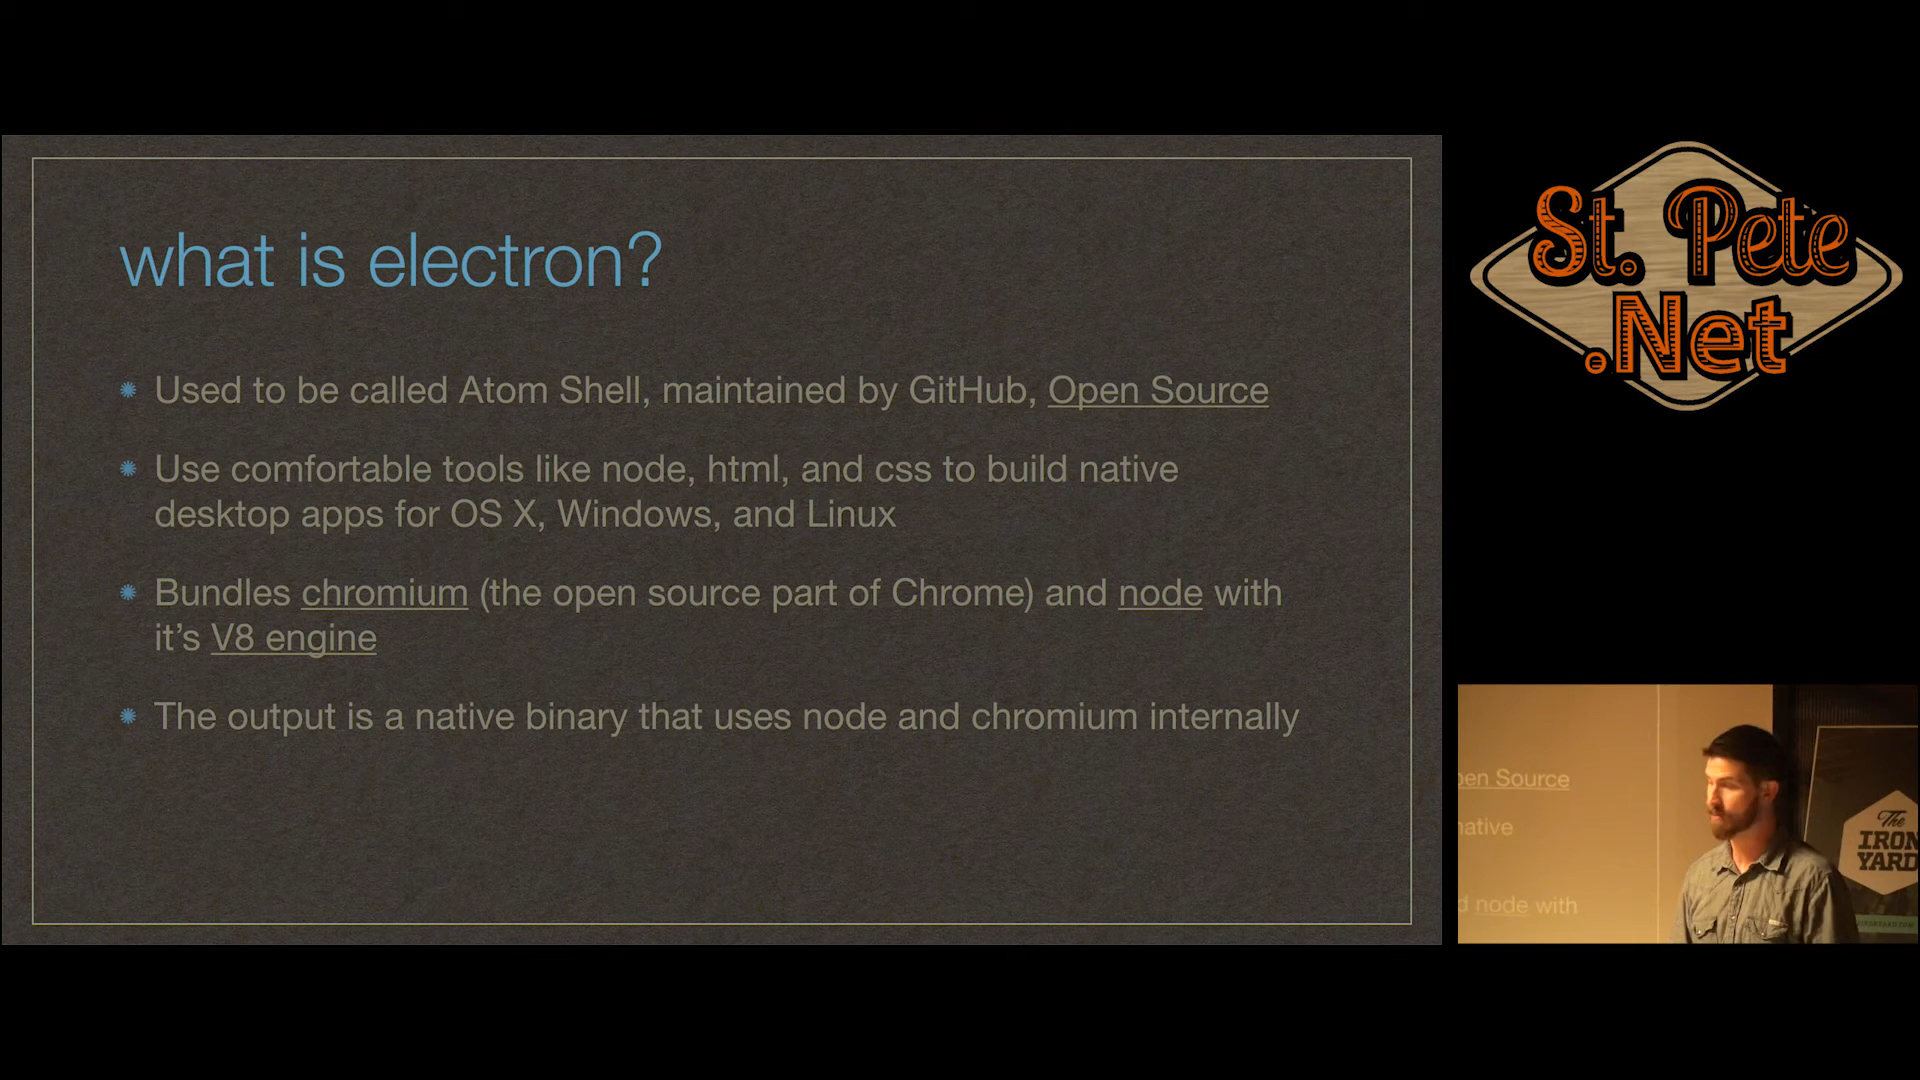 what is electron?
Used to be called Atom Shell, maintained by GitHub, Open Source
Use comfortable tools like node, html, and css to build native
desktop apps for OS X, Windows, and Linux
Bundles chromium (the open source part of Chrome) and node with
it’s V8 engine
The output is a native binary that uses node and chromium internally
St. Pete
.Net
Source
node with
The
IRON
YARD